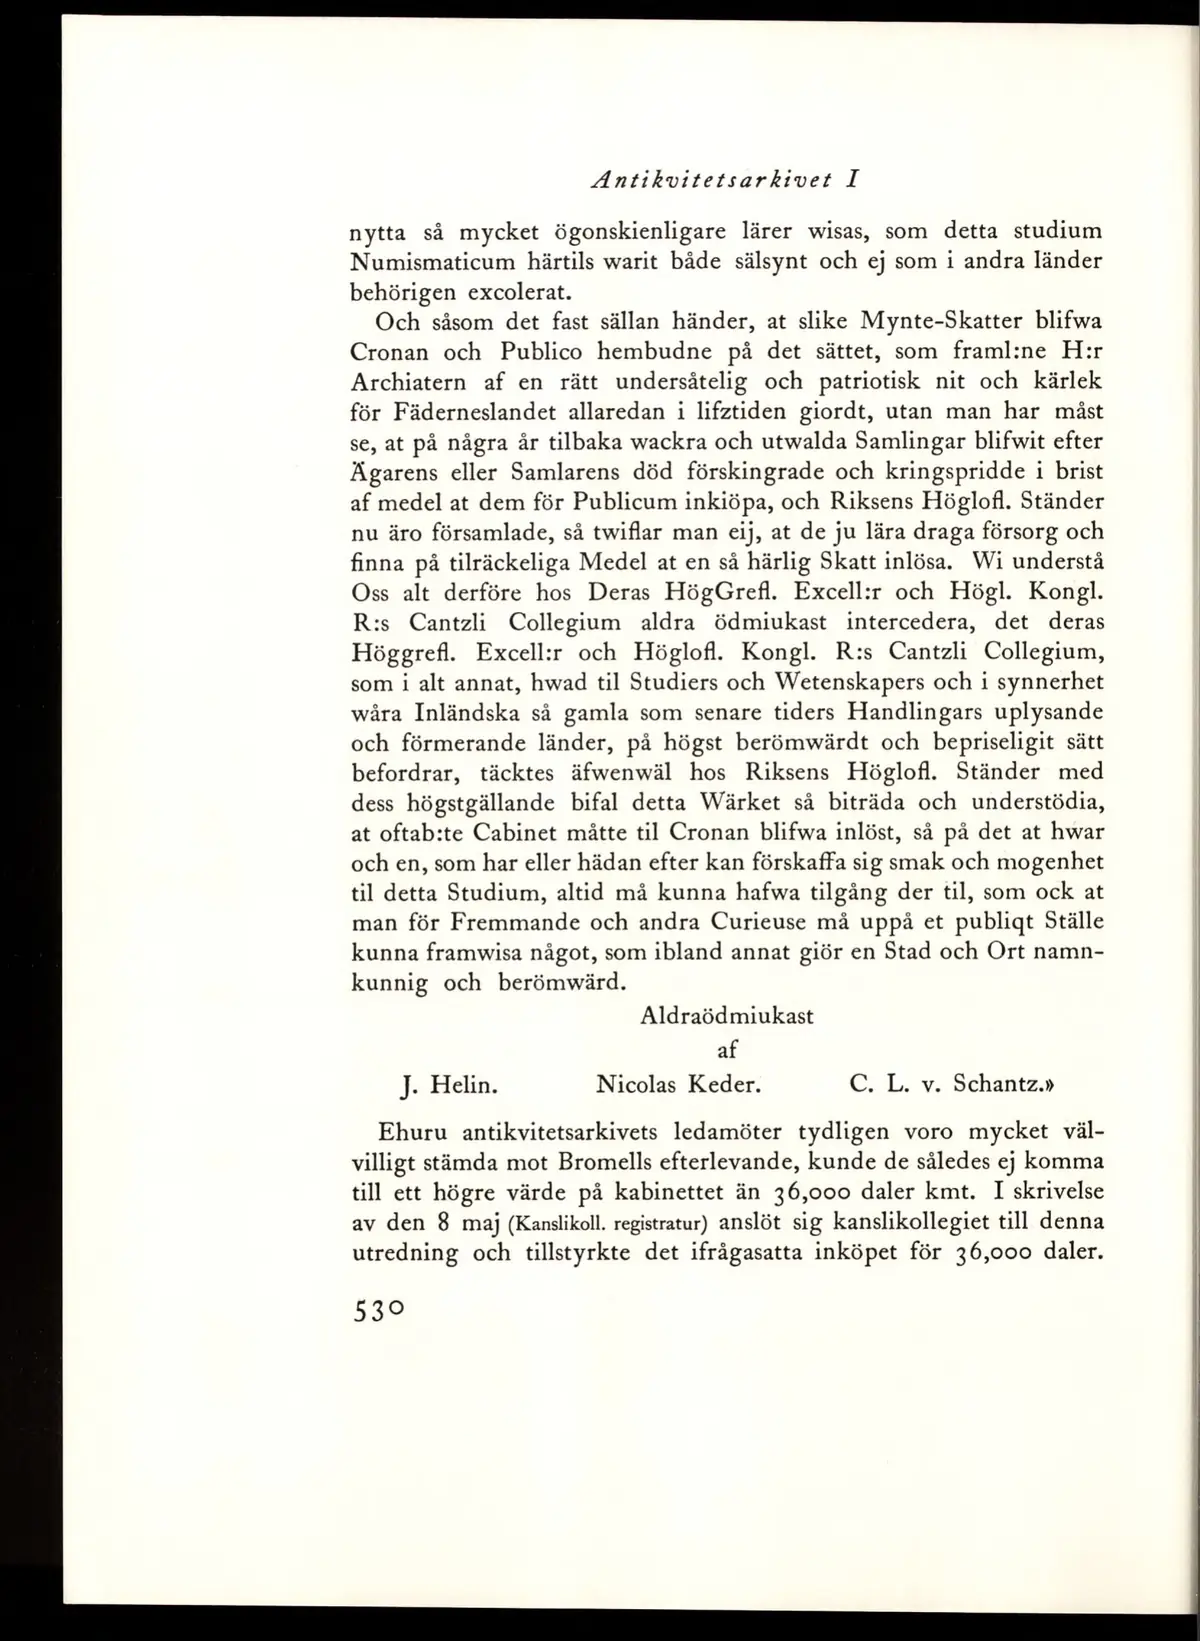 Antikvitetsarkivet I
nytta så mycket ögonskienligare lärer wisas, som detta studium
Numismaticum härtils warit både sälsynt och ej som i andra länder
behörigen excolerat.
Och såsom det fast sällan händer, at slike Mynte-Skatter blifwa
Cronan och Publico hembudne på det sättet, som framl:ne H:r
Archiatern af en rätt undersåtelig och patriotisk nit och kärlek
för Fäderneslandet allaredan i lifztiden giordt, utan man har måst
se, at på några år tilbaka wackra och utwalda Samlingar blifwit efter
Ägarens eller Samlarens död förskingrade och kringspridde i brist
af medel at dem för Publicum inkiöpa, och Riksens Höglofl. Ständer
nu äro församlade, så twiflar man eij, at de ju lära draga försorg och
finna på tilräckeliga Medel at en så härlig Skatt inlösa. Wi understå
Oss alt derföre hos Deras HögGrefl. Excell:r och Högl. Kongl.
R:s Cantzli Collegium aldra ödmiukast intercedera, det deras
Höggrefl. Excell:r och Höglofl. Kongl. R:s Cantzli Collegium,
som i alt annat, hwad til Studiers och Wetenskapers och i synnerhet
wåra Inländska så gamla som senare tiders Handlingars uplysande
och förmerande länder, på högst berömwärdt och bepriseligit sätt
befordrar, täcktes äfwenwäl hos Riksens Höglofl. Ständer med
dess högstgällande bifal detta Wärket så biträda och understödia,
at oftab:te Cabinet måtte til Cronan blifwa inlöst, så på det at hwar
och en, som har eller hädan efter kan förskaffa sig smak och mogenhet
til detta Studium, altid må kunna hafwa tilgång der til, som ock at
man för Fremmande och andra Curieuse må uppå et publiqt Ställe
kunna framwisa något, som ibland annat giör en Stad och Ort namn-
kunnig och berömwärd.
Aldraödmiukast
af
J. Helin. Nicolas Keder. C. L. v. Schantz.»
Ehuru antikvitetsarkivets ledamöter tydligen voro mycket väl-
villigt stämda mot Bromells efterlevande, kunde de således ej komma
till ett högre värde på kabinettet än 36,000 daler kmt. I skrivelse
av den 8 maj (Kanslikoll. registratur) anslöt sig kanslikollegiet till denna
utredning och tillstyrkte det ifrågasatta inköpet för 36,000 daler.
530